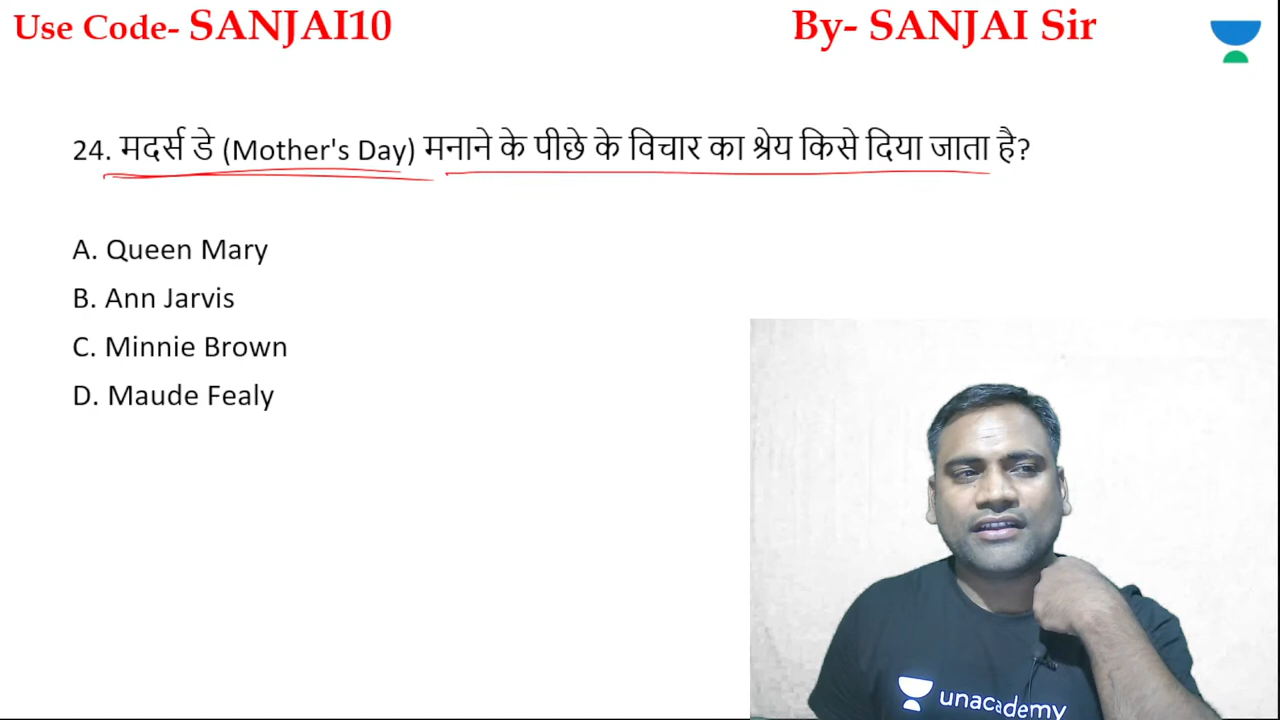 Use Code- SANJAI10
By- SANJAI Sir
24. मदर्स डे (Mother's Day) मनाने के पीछे के विचार का श्रेय किसे दिया जाता है?
A. Queen Mary
B. Ann Jarvis
C. Minnie Brown
D. Maude Fealy
unacademy